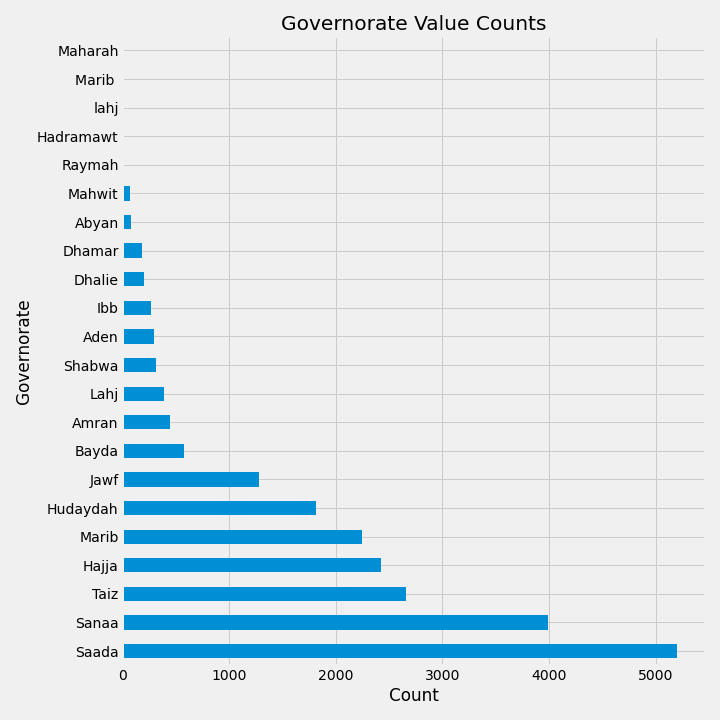 Governorate Value Counts
Maharah
Marib
lahj
Hadramawt
Raymah
Mahwit
Abyan
Dhamar
Dhalie
Ibb
Aden
Shabwa
Lahj
Amran
Bayda
Jawf
Hudaydah
Marib
Hajja
Taiz
Sanaa
Saada
Governorate
0 1000 2000 3000 4000 5000
Count